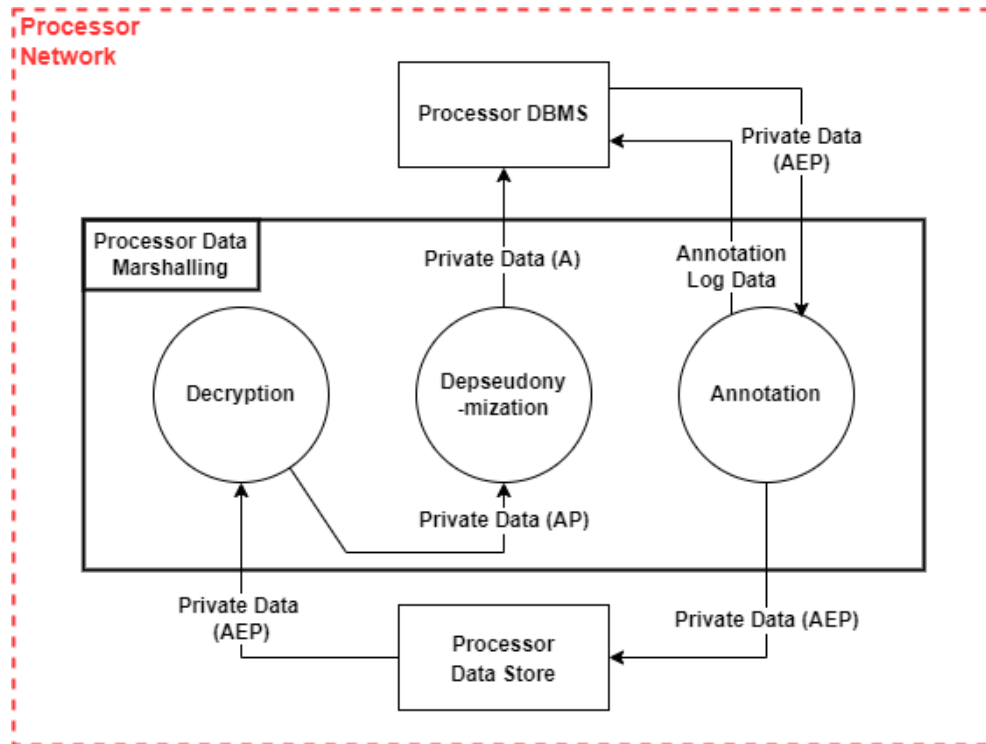 Processor
Network
Processor DBMS
Private Data
(AEP)
Processor Data
Marshalling
Private Data (A)
Annotation
Log Data
Decryption
Depseudony
-mization
Annotation
Private Data (AP)
Private Data
(AEP)
Private Data (AEP)
Processor
Data Store